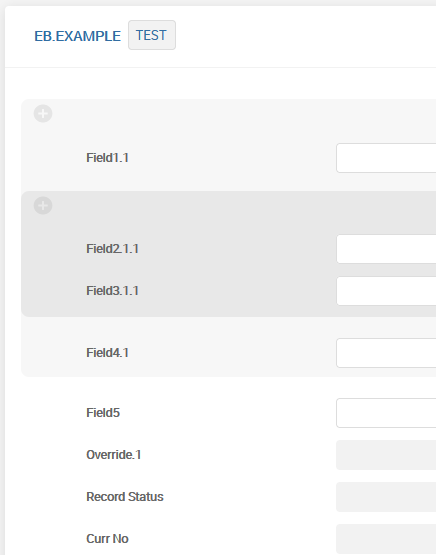 EB.EXAMPLE TEST
Field1.1
Field2.1.1
Field3.1.1
Field4.1
Field5
Override.1
Record Status
Curr No